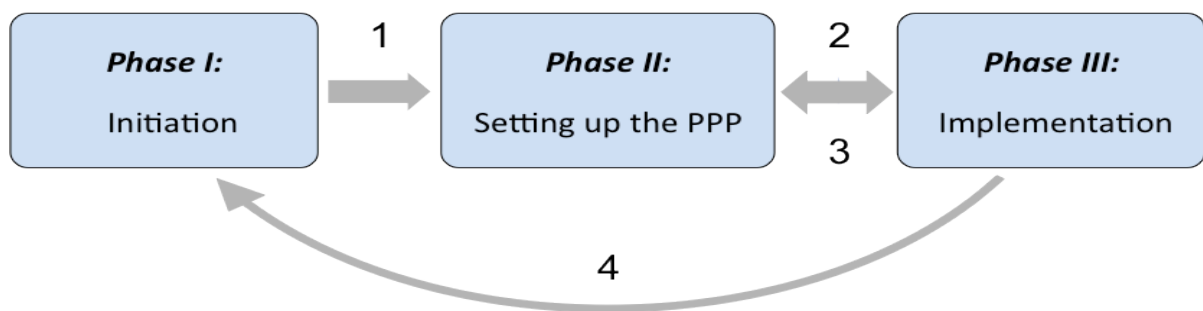 Phase I:
Initiation
1
Phase II:
Setting up the PPP
2
3
Phase III:
Implementation
4